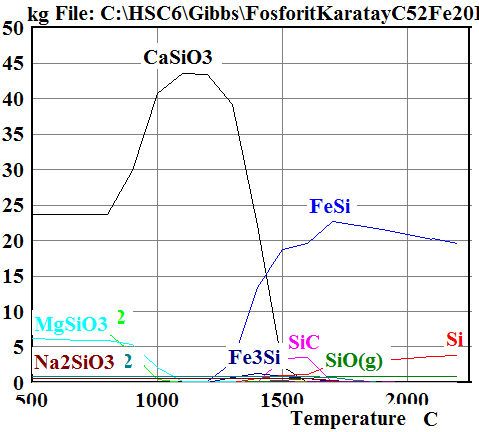 kg File: C:\HSC6\Gibbs\FosforitKaratayC52Fe20
50
CaSiO3
45
40
35
30
FeSi
25
20
15
10
MgSiO3 2
5
Fe3Si SiC Si
Na2SiO3 2 SiO(g)
0
500 1000 1500 2000
Temperature C